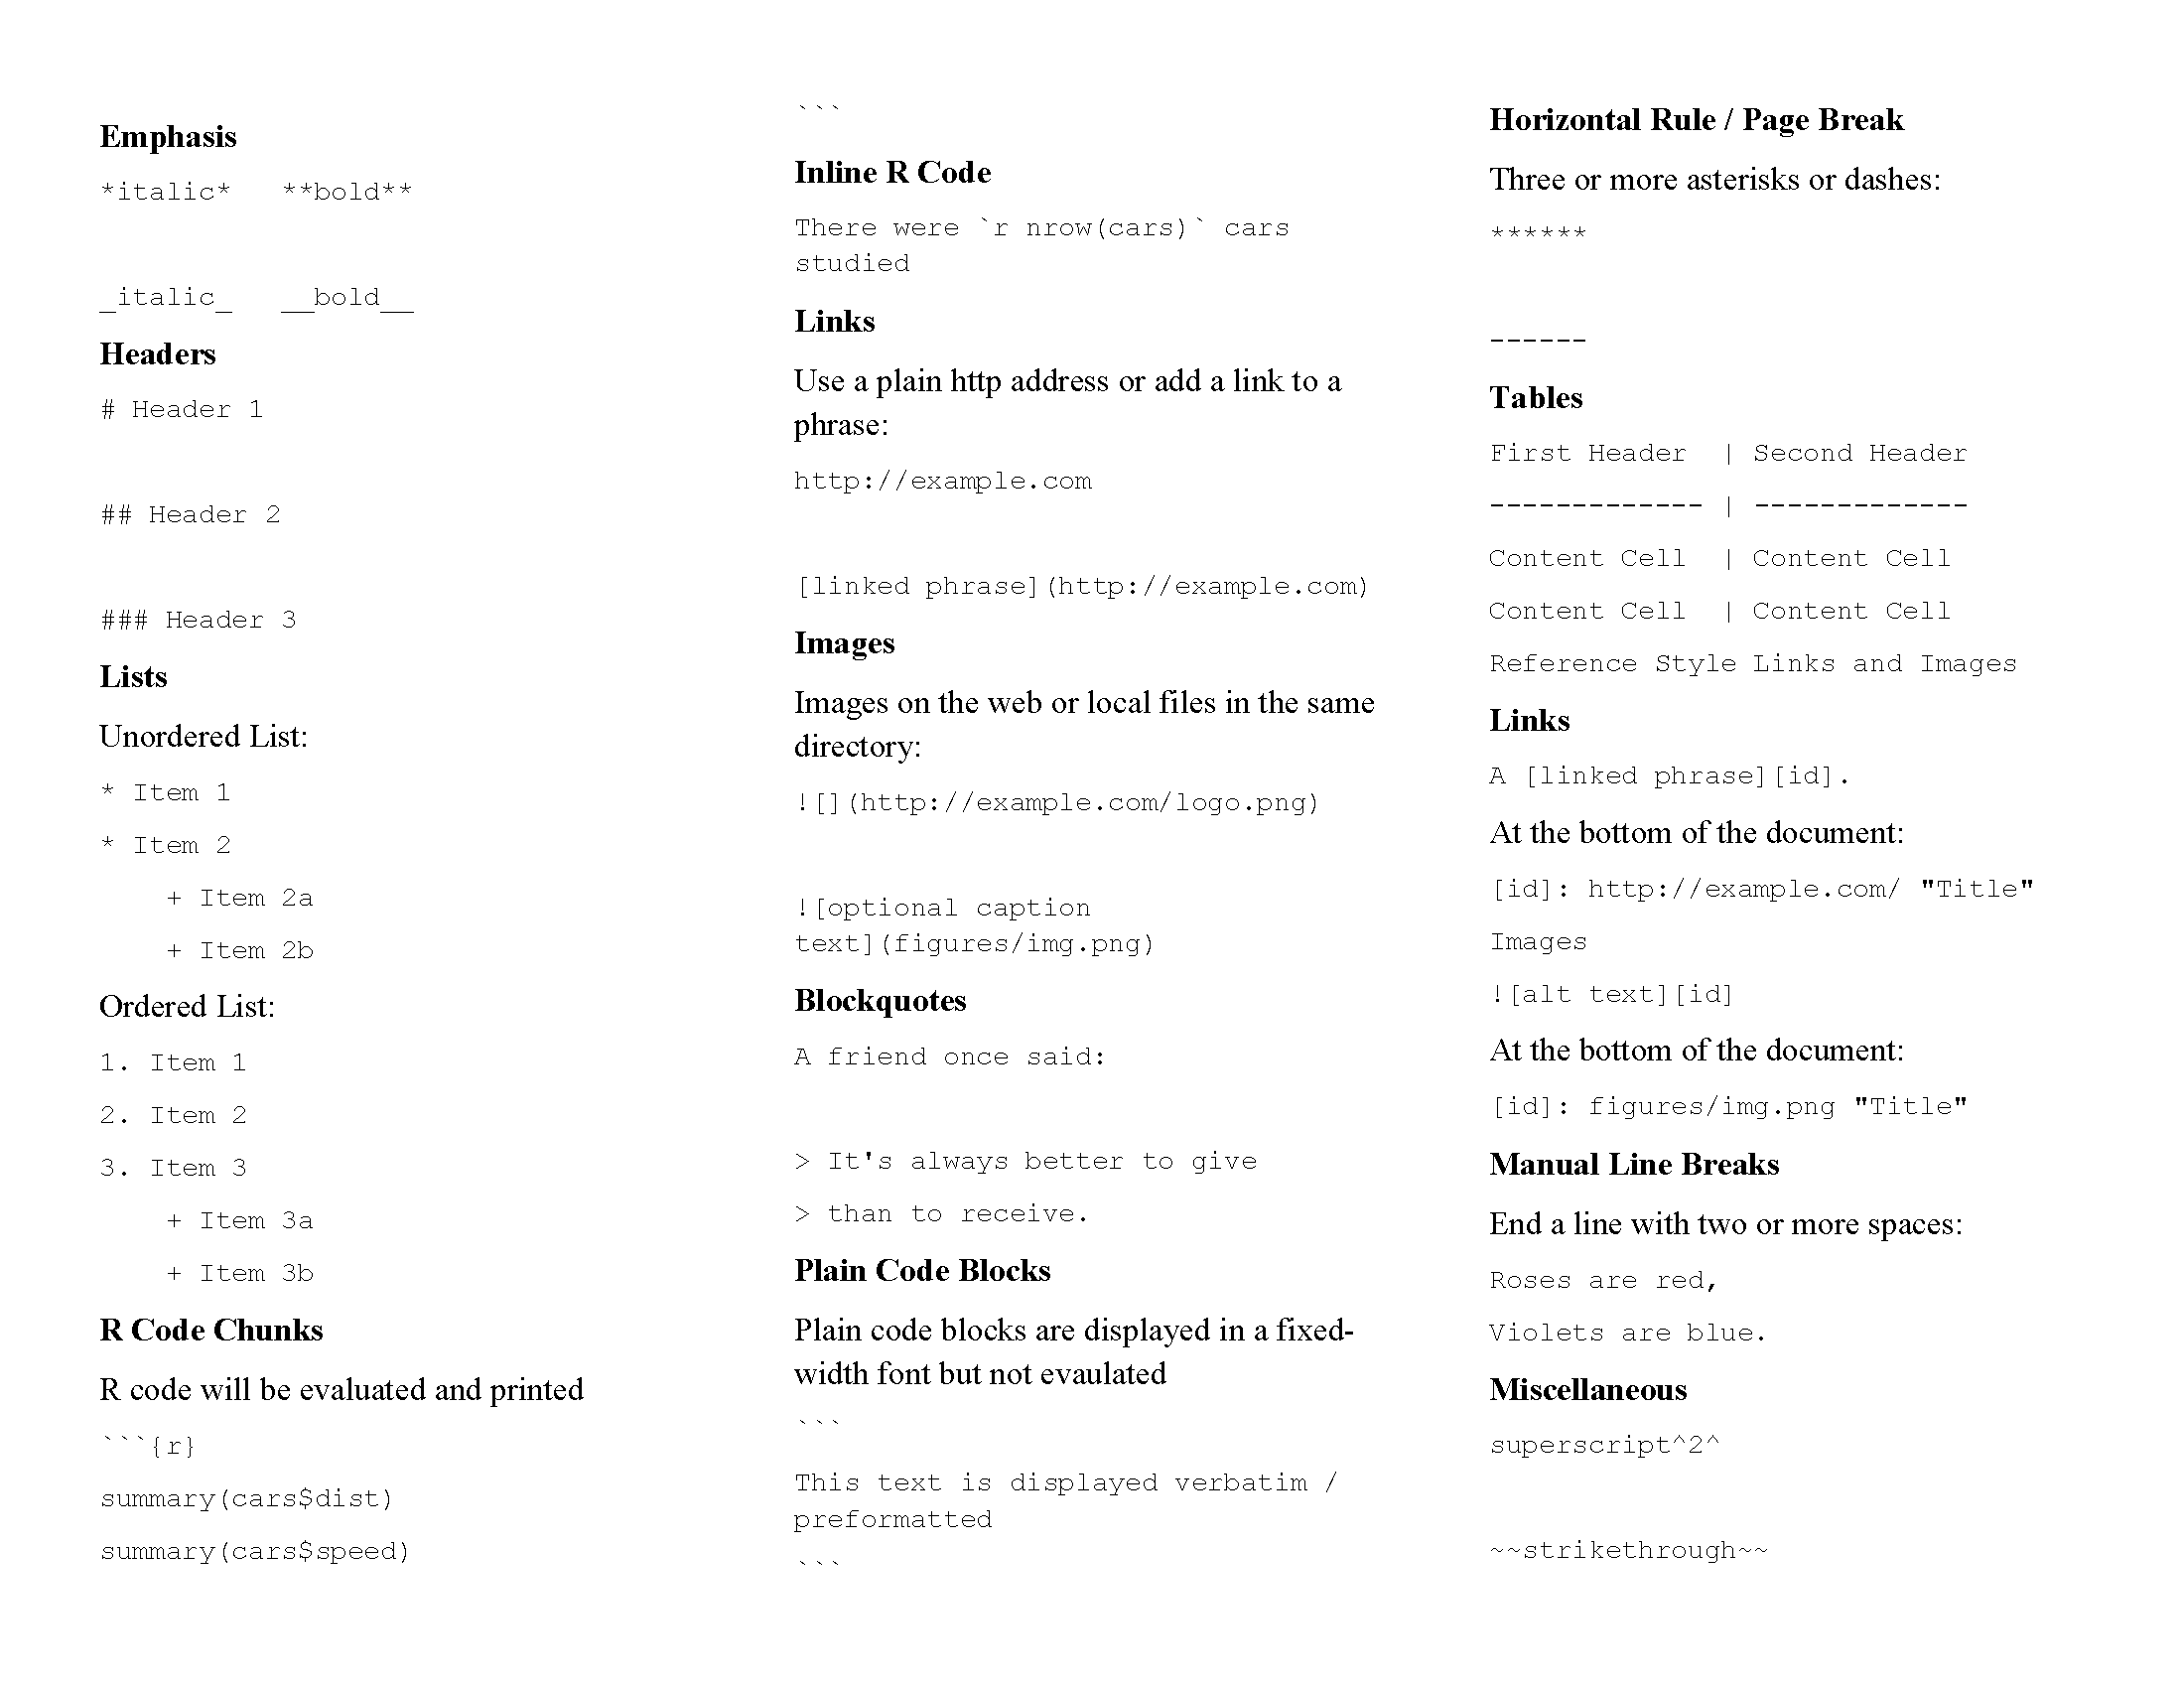 Emphasis
*italic*   **bold**
_italic_   __bold__
Headers
# Header 1
## Header 2
### Header 3
Lists
Unordered List:
* Item 1
* Item 2
    + Item 2a
    + Item 2b
Ordered List:
1. Item 1
2. Item 2
3. Item 3
    + Item 3a
    + Item 3b
R Code Chunks
R code will be evaluated and printed
```{r}
summary(cars$dist)
summary(cars$speed)
```
Inline R Code
There were `r nrow(cars)` cars
studied
Links
Use a plain http address or add a link to a
phrase:
http://example.com
[linked phrase](http://example.com)
Images
Images on the web or local files in the same
directory:
![](http://example.com/logo.png)
![optional caption
text](figures/img.png)
Blockquotes
A friend once said:
> It's always better to give
> than to receive.
Plain Code Blocks
Plain code blocks are displayed in a fixed-
width font but not evaulated
```
This text is displayed verbatim /
preformatted
```
Horizontal Rule / Page Break
Three or more asterisks or dashes:
******
------
Tables
First Header  | Second Header
------------- | -------------
Content Cell  | Content Cell
Content Cell  | Content Cell
Reference Style Links and Images
Links
A [linked phrase][id].
At the bottom of the document:
[id]: http://example.com/ "Title"
Images
![alt text][id]
At the bottom of the document:
[id]: figures/img.png "Title"
Manual Line Breaks
End a line with two or more spaces:
Roses are red,
Violets are blue.
Miscellaneous
superscript^2^
~~strikethrough~~